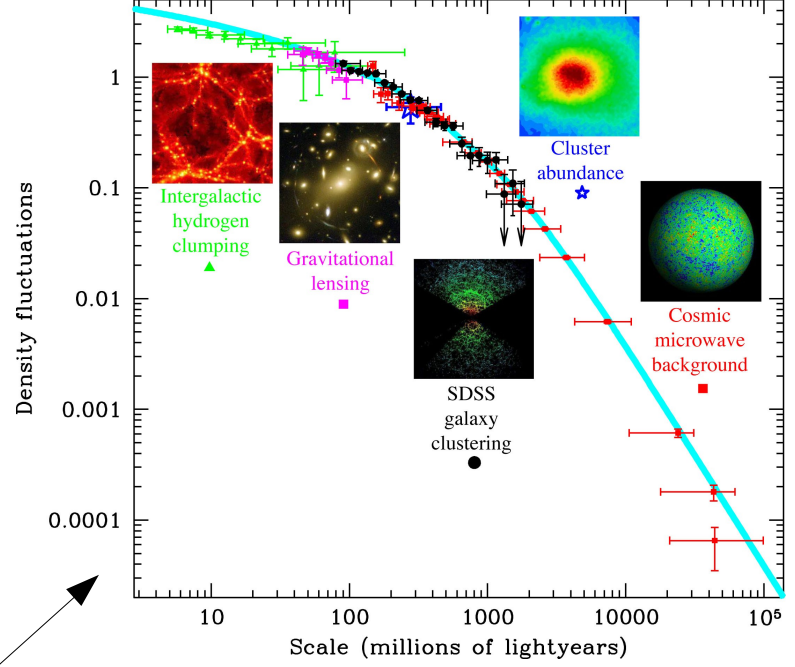 1
0.1
0.01
0.001
0.0001
Density fluctuations
Intergalactic
hydrogen
clumping
Gravitational
lensing
Cluster
abundance
SDSS
galaxy
clustering
Cosmic
microwave
background
10
100
1000
10000
10⁵
Scale (millions of lightyears)